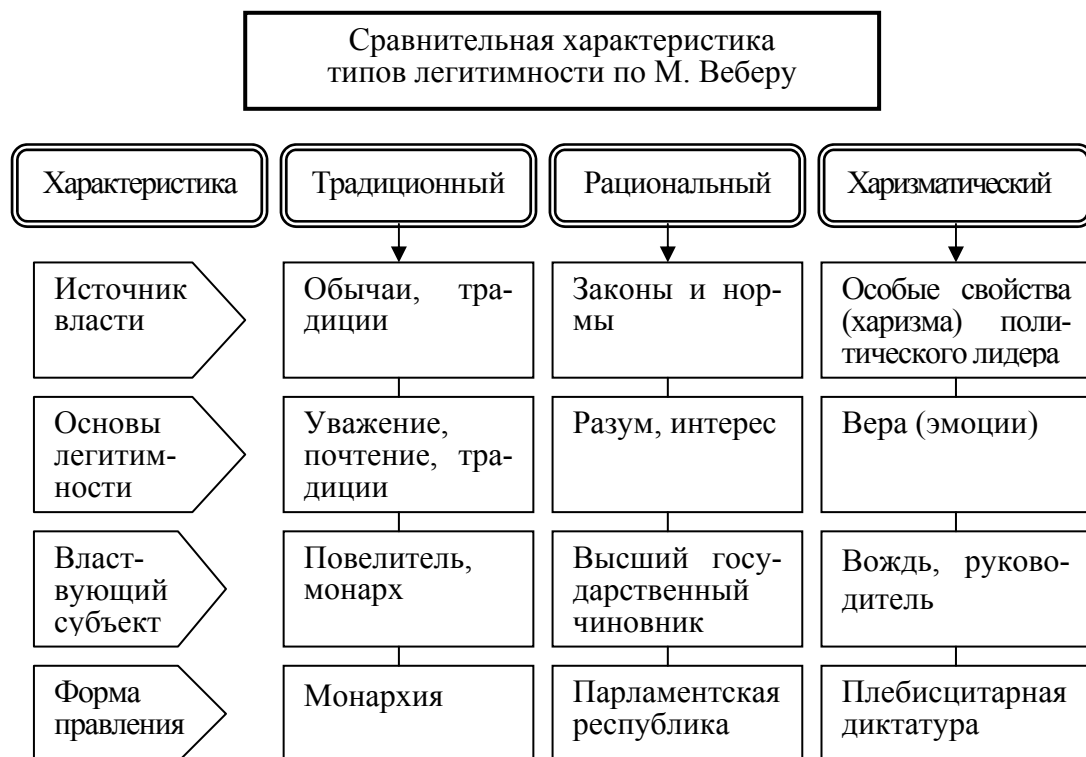 Сравнительная характеристика
типов легитимности по М. Веберу
Характеристика
Традиционный
Рациональный
Харизматический
Источник
власти
Обычаи, тра-
диции
Законы и нор-
мы
Особые свойства
(харизма) поли-
тического лидера
Основы
легитим-
ности
Уважение,
почтение, тра-
диции
Разум, интерес
Вера (эмоции)
Власт-
вующий
субъект
Повелитель,
монарх
Высший госу-
дарственный
чиновник
Вождь, руково-
дитель
Форма
правления
Монархия
Парламентская
республика
Плебисцитарная
диктатура